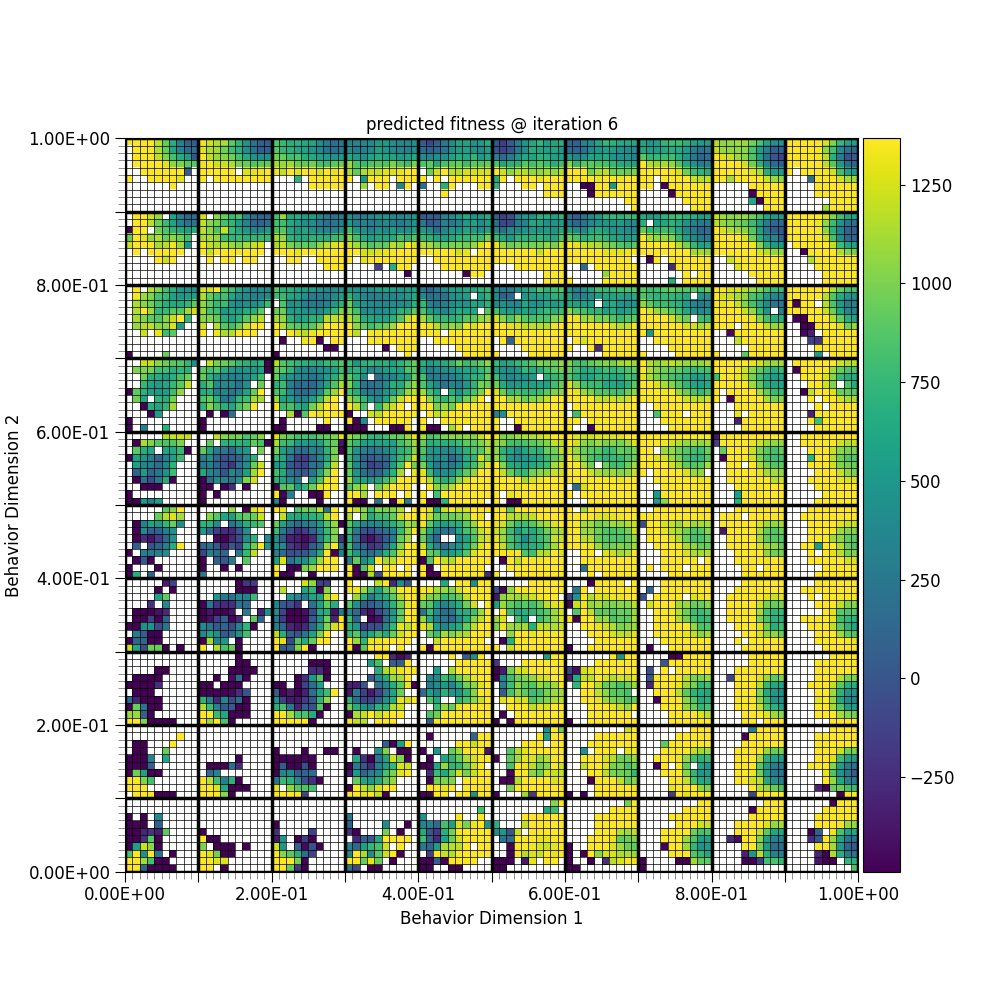 predicted fitness @ iteration 6
1.00E+00
8.00E-01
6.00E-01
4.00E-01
2.00E-01
0.00E+00
Behavior Dimension 2
0.00E+00 2.00E-01 4.00E-01 6.00E-01 8.00E-01 1.00E+00
Behavior Dimension 1
1250
1000
750
500
250
0
−250